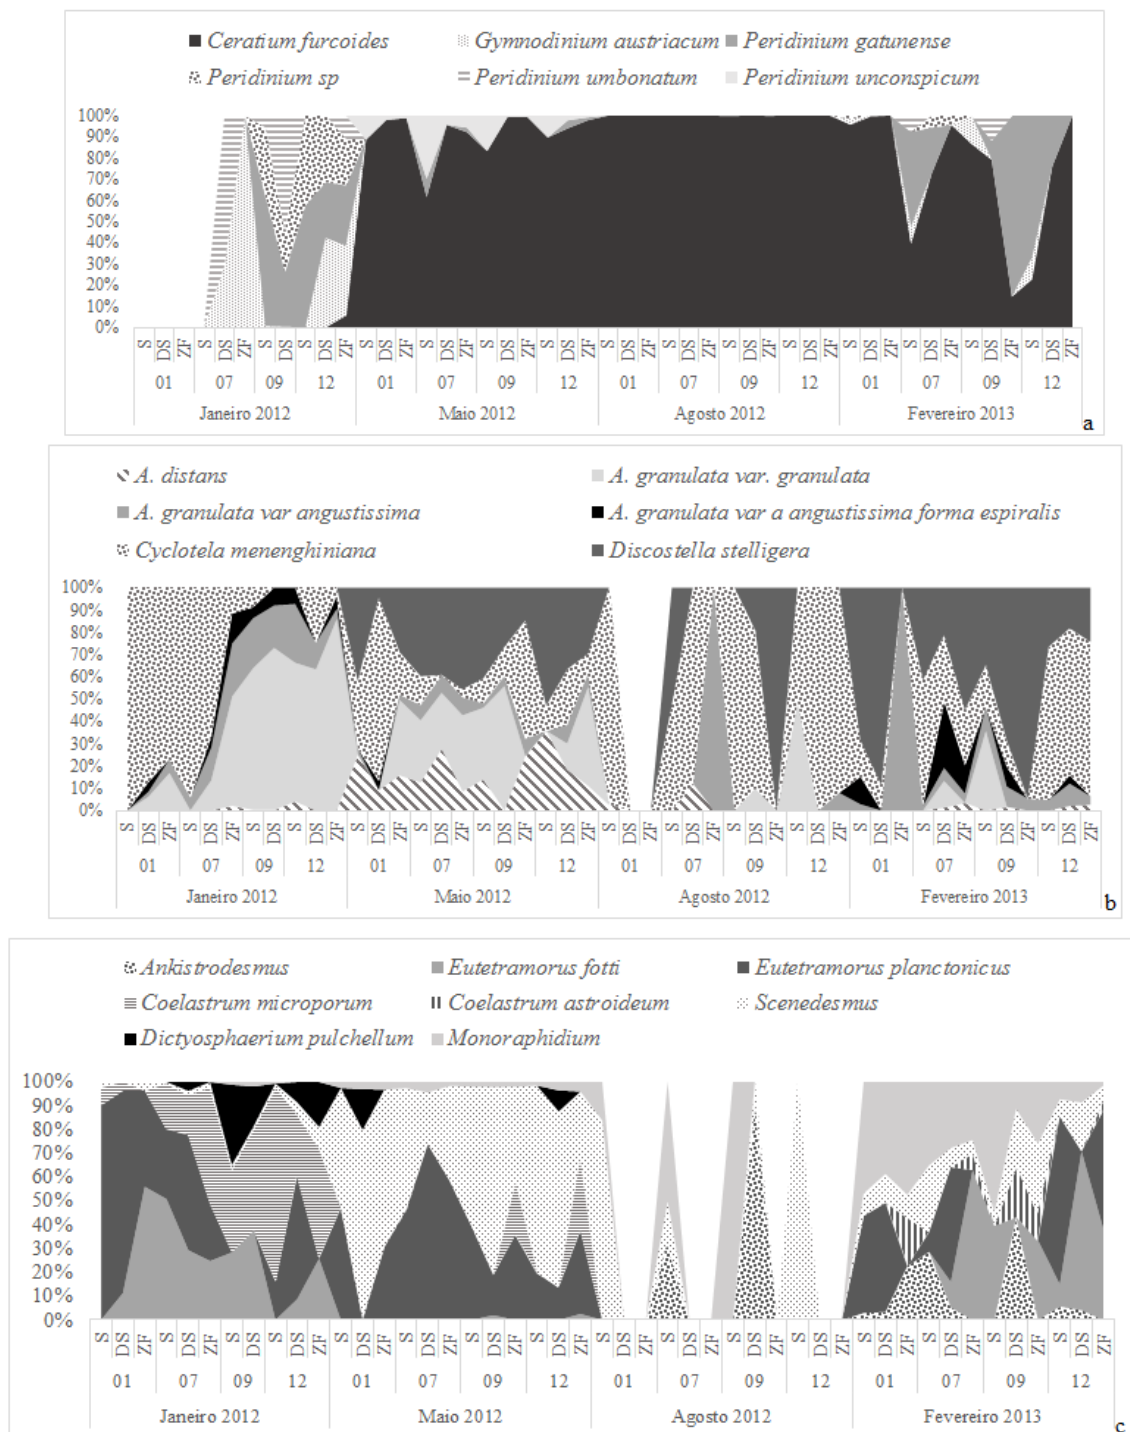 Ceratium furcoides Gymnodinium austriacum Peridinium gatunense
Peridinium sp Peridinium umbonatum Peridinium unconspicum
100%
90%
80%
70%
60%
50%
40%
30%
20%
10%
0%
S DS ZF S DS ZF S DS S DS ZF S DS ZF S DS ZF S DS ZF S DS ZF S DS ZF S DS ZF S DS ZF S DS ZF S DS ZF S DS ZF S DS ZF S DS ZF
01 07 09 12 01 07 09 12 01 07 09 12 01 07 09 12
Janeiro 2012 Maio 2012 Agosto 2012 Fevereiro 2013
a
A. distans A. granulata var. granulata
A. granulata var angustissima A. granulata var a angustissima forma espiralis
Cyclotela menenghiniana Discostella stelligera
100%
90%
80%
70%
60%
50%
40%
30%
20%
10%
0%
S DS ZF S DS ZF S DS S DS ZF S DS ZF S DS ZF S DS ZF S DS ZF S DS ZF S DS ZF S DS ZF S DS ZF S DS ZF S DS ZF S DS ZF S DS ZF
01 07 09 12 01 07 09 12 01 07 09 12 01 07 09 12
Janeiro 2012 Maio 2012 Agosto 2012 Fevereiro 2013
b
Ankistrodesmus Eutetramorus fotti Eutetramorus planctonicus
Coelastrum microporum Coelastrum astroideum Scenedesmus
Dictyosphaerium pulchellum Monoraphidium
100%
90%
80%
70%
60%
50%
40%
30%
20%
10%
0%
S DS ZF S DS ZF S DS S DS ZF S DS ZF S DS ZF S DS ZF S DS ZF S DS ZF S DS ZF S DS ZF S DS ZF S DS ZF S DS ZF S DS ZF S DS ZF
01 07 09 12 01 07 09 12 01 07 09 12 01 07 09 12
Janeiro 2012 Maio 2012 Agosto 2012 Fevereiro 2013
c